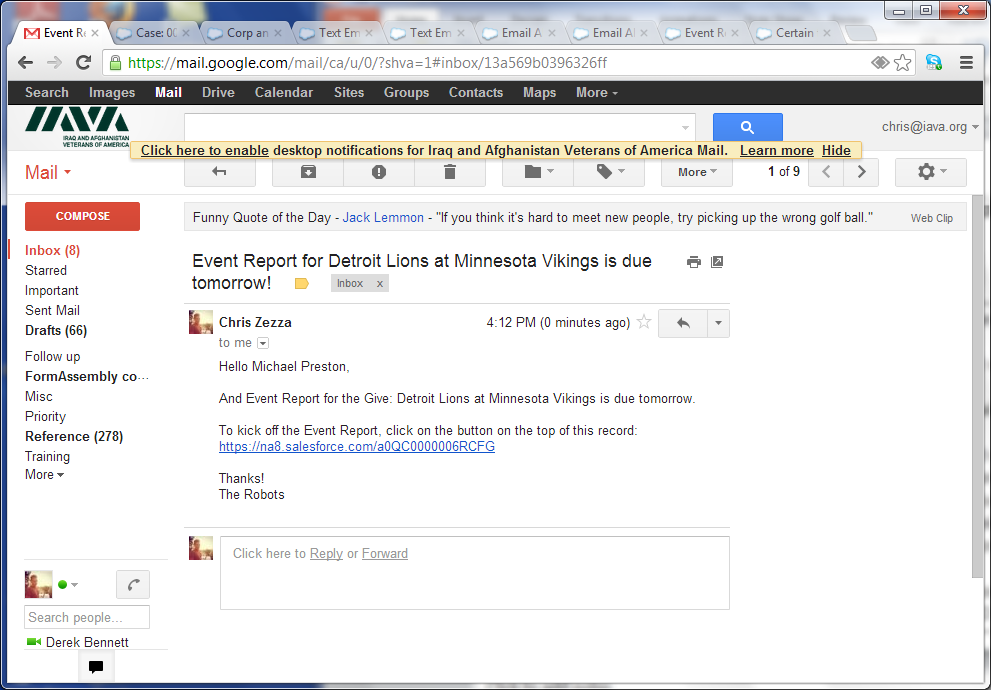 Event Re
Case: 00
Corp an
Text Em
Text Em
Email A
Email Al
Event R
Certain
https://mail.google.com/mail/ca/u/0/?shva=1#inbox/13a569b0396326ff
Search Images Mail Drive Calendar Sites Groups Contacts Maps More
IAVA
IRAQ AND AFGHANISTAN
VETERANS OF AMERICA
chris@iava.org
Click here to enable desktop notifications for Iraq and Afghanistan Veterans of America Mail. Learn more Hide
Mail
More
1 of 9
COMPOSE
Inbox (8)
Starred
Important
Sent Mail
Drafts (66)
Follow up
FormAssembly co...
Misc
Priority
Reference (278)
Training
More
Search people...
Derek Bennett
Funny Quote of the Day - Jack Lemmon - "If you think it's hard to meet new people, try picking up the wrong golf ball."
Web Clip
Event Report for Detroit Lions at Minnesota Vikings is due
tomorrow!
Inbox x
Chris Zezza
4:12 PM (0 minutes ago)
to me
Hello Michael Preston,
And Event Report for the Give: Detroit Lions at Minnesota Vikings is due tomorrow.
To kick off the Event Report, click on the button on the top of this record:
https://na8.salesforce.com/a0QC0000006RCFG
Thanks!
The Robots
Click here to Reply or Forward